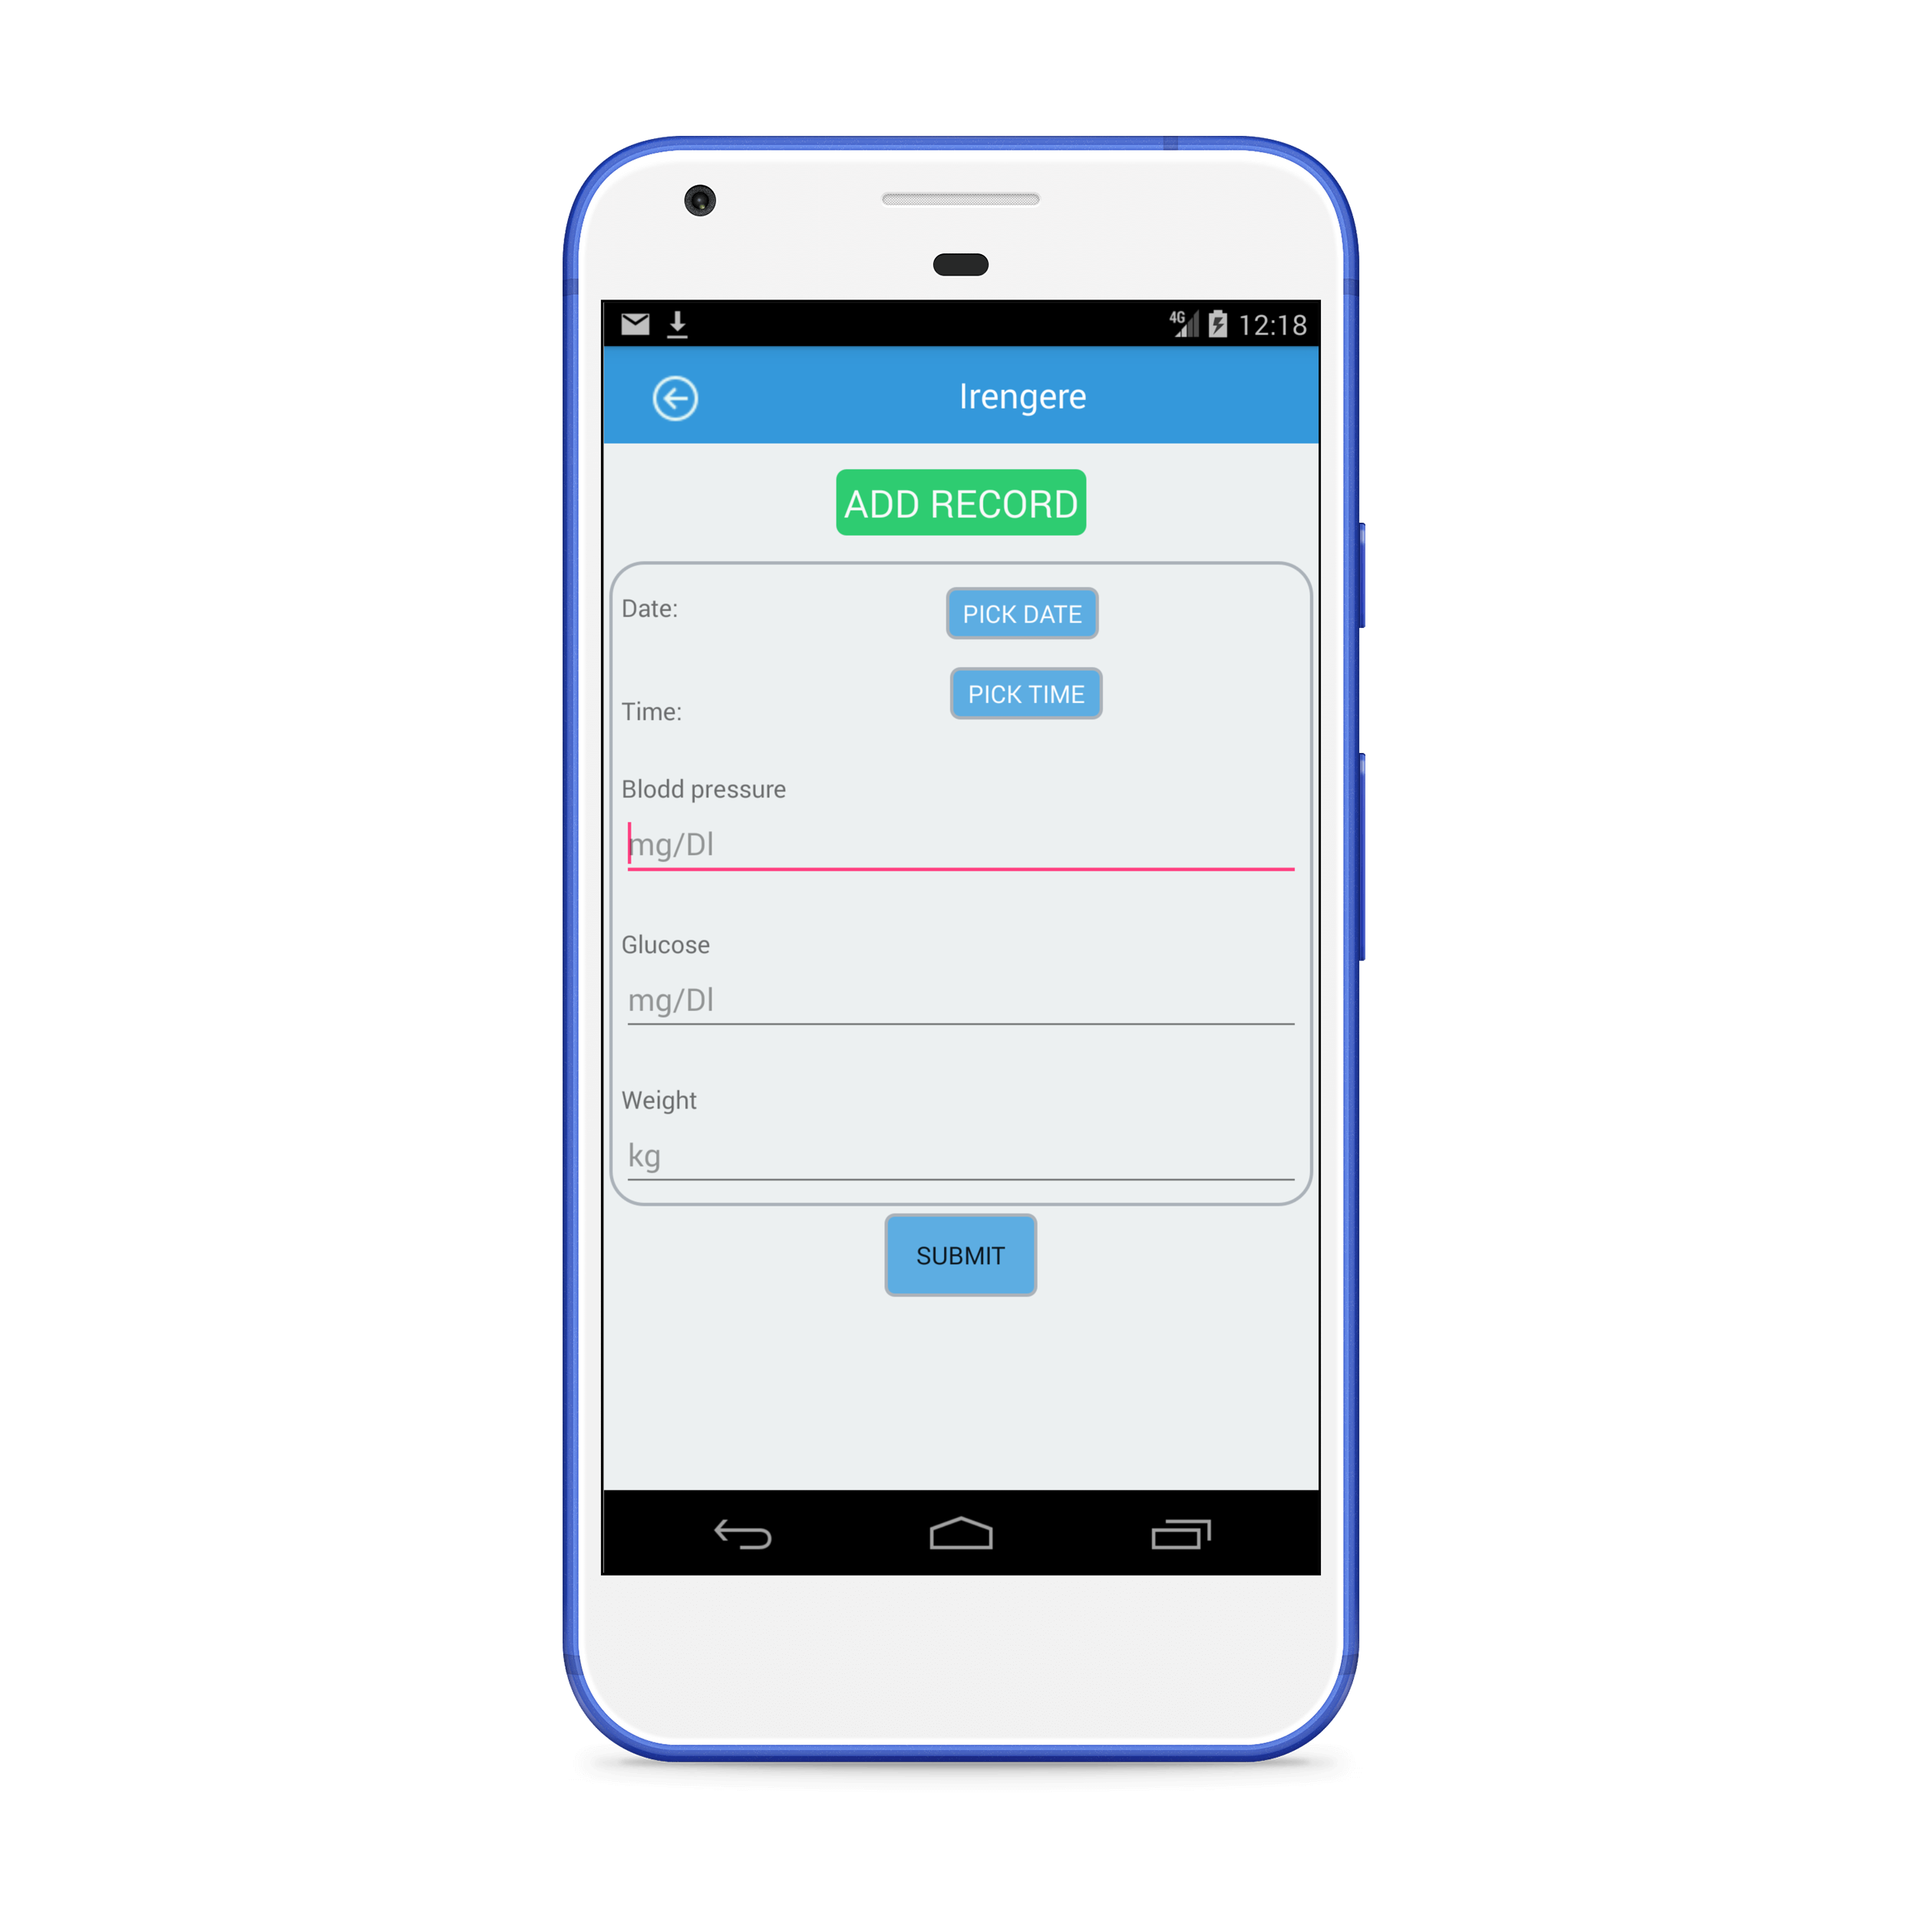 4G 12:18
Irengere
ADD RECORD
Date: PICK DATE
PICK TIME
Time:
Blodd pressure
mg/Dl
Glucose
mg/Dl
Weight
kg
SUBMIT